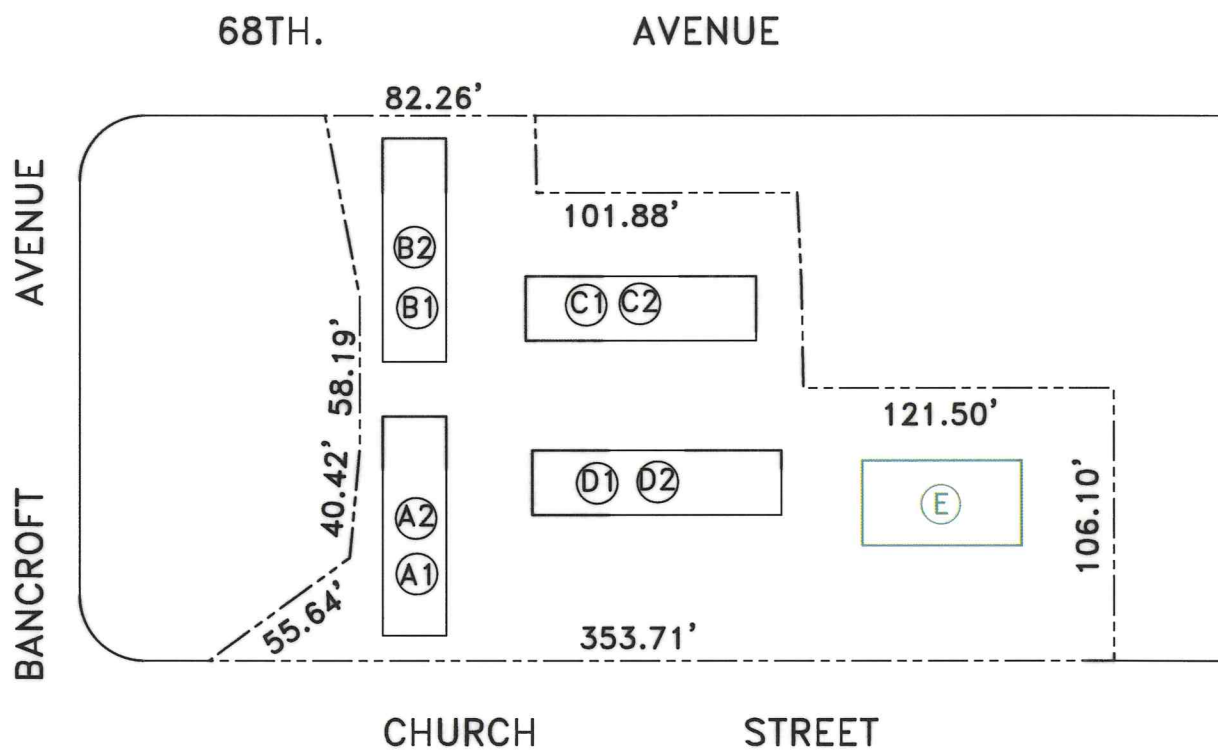 68TH. AVENUE
82.26'
AVENUE
101.88'
B2
B1
C1 C2
58.19'
121.50'
40.42'
D1 D2
E
A2
A1
106.10'
BANCROFT
55.64'
353.71'
CHURCH STREET